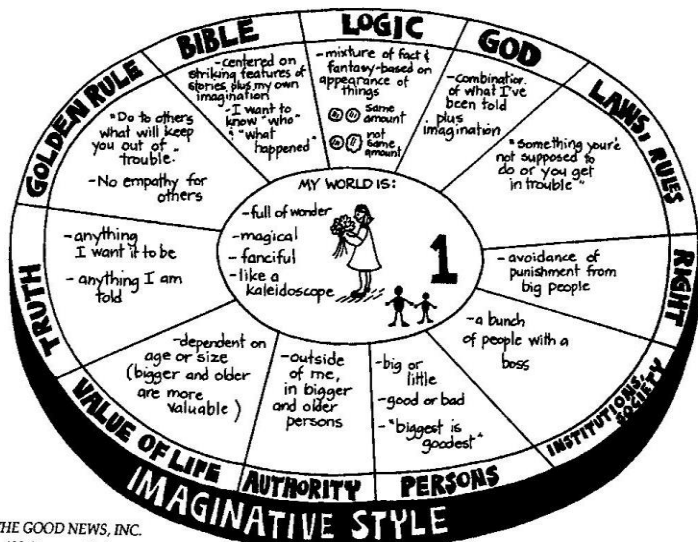 BIBLE
-centered on
striking features of
stories, plus my own
imagination
-I want to
know "who"
& "what
happened"
LOGIC
-mixture of fact &
fantasy-based on
appearance of
things
same
amount
not
same
amount
GOD
-combination
of what I've
been told
plus
imagination
LAWS, RULES
"Something your'e
not supposed to
do or you get
in trouble"
RIGHT
-avoidance of
punishment from
big people
INSTITUTIONS,
SOCIETY
-a bunch
of people with a
boss
PERSONS
-big or
little
-good or bad
-"biggest is
goodest"
AUTHORITY
-outside
of me,
in bigger
and older
persons
VALUE OF LIFE
-dependent on
age or size
(bigger and older
are more
valuable)
TRUTH
-anything
I want it to be
-anything I am
told
GOLDEN RULE
"Do to others
what will keep
you out of
trouble."
-No empathy for
others
MY WORLD IS:
-full of wonder
-magical
-fanciful
-like a
kaleidoscope
1
IMAGINATIVE STYLE
THE GOOD NEWS, INC.